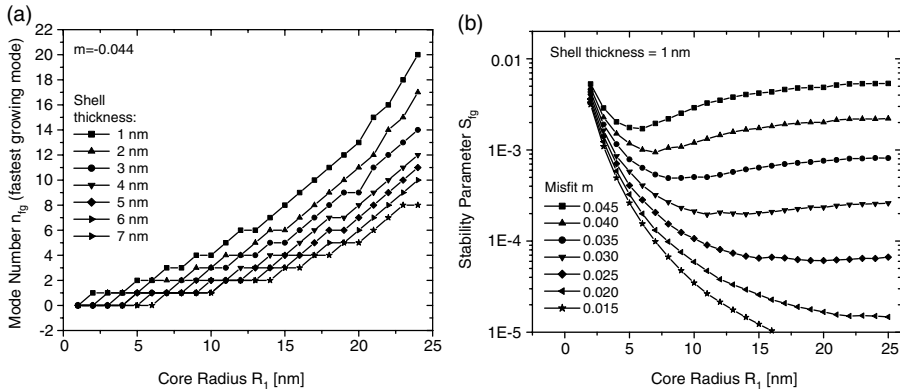 (a)
m=-0.044
Shell
thickness:
1 nm
2 nm
3 nm
4 nm
5 nm
6 nm
7 nm
Mode Number n_fg (fastest growing mode)
22
20
18
16
14
12
10
8
6
4
2
0
-2
0
5
10
15
20
25
Core Radius R_1 [nm]
(b)
Shell thickness = 1 nm
Misfit m
0.045
0.040
0.035
0.030
0.025
0.020
0.015
Stability Parameter S_fg
0.01
1E-3
1E-4
1E-5
0
5
10
15
20
25
Core Radius R_1 [nm]